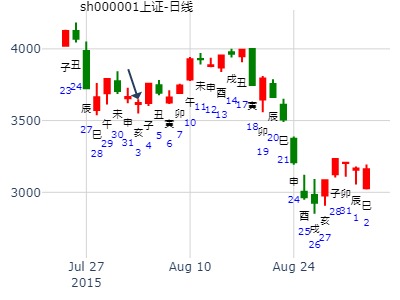 sh000001上证-日线
4000
3000
子
23
丑
24
辰
27
巳
28
午
29
未
30
申
31
亥
3
子
4
丑
5
寅
6
卯
7
午
10
未
11
申
12
酉
13
戌
14
丑
17
寅
18
卯
19
辰
20
巳
21
申
24
酉
25
戌
26
亥
27
子
28
卯
31
辰
1
巳
2
Jul 27
2015
Aug 10
Aug 24